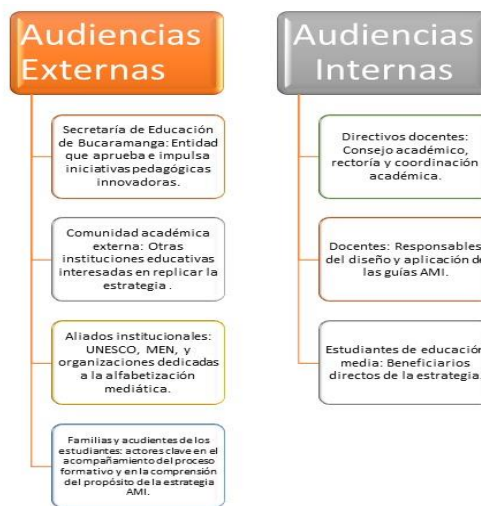 Audiencias
Externas
Secretaría de Educación
de Bucaramanga: Entidad
que aprueba e impulsa
iniciativas pedagógicas
innovadoras.
Comunidad académica
externa: Otras
instituciones educativas
interesadas en replicar la
estrategia .
Aliados institucionales:
UNESCO, MEN, y
organizaciones dedicadas
a la alfabetización
mediática.
Familias y acudientes de los
estudiantes: actores clave en el
acompañamiento del proceso
formativo y en la comprensión
del propósito de la estrategia
AMI.
Audiencias
Internas
Directivos docentes:
Consejo académico,
rectoría y coordinación
académica.
Docentes: Responsables
del diseño y aplicación de
las guías AMI.
Estudiantes de educación
media: Beneficiarios
directos de la estrategia.